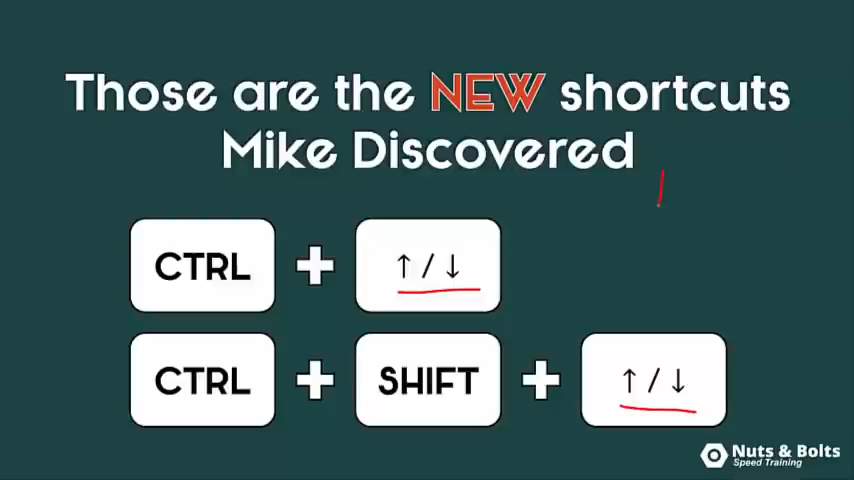 Those are the NEW shortcuts
Mike Discovered
CTRL + ↑ / ↓
CTRL + SHIFT + ↑ / ↓
Nuts & Bolts
Speed Training